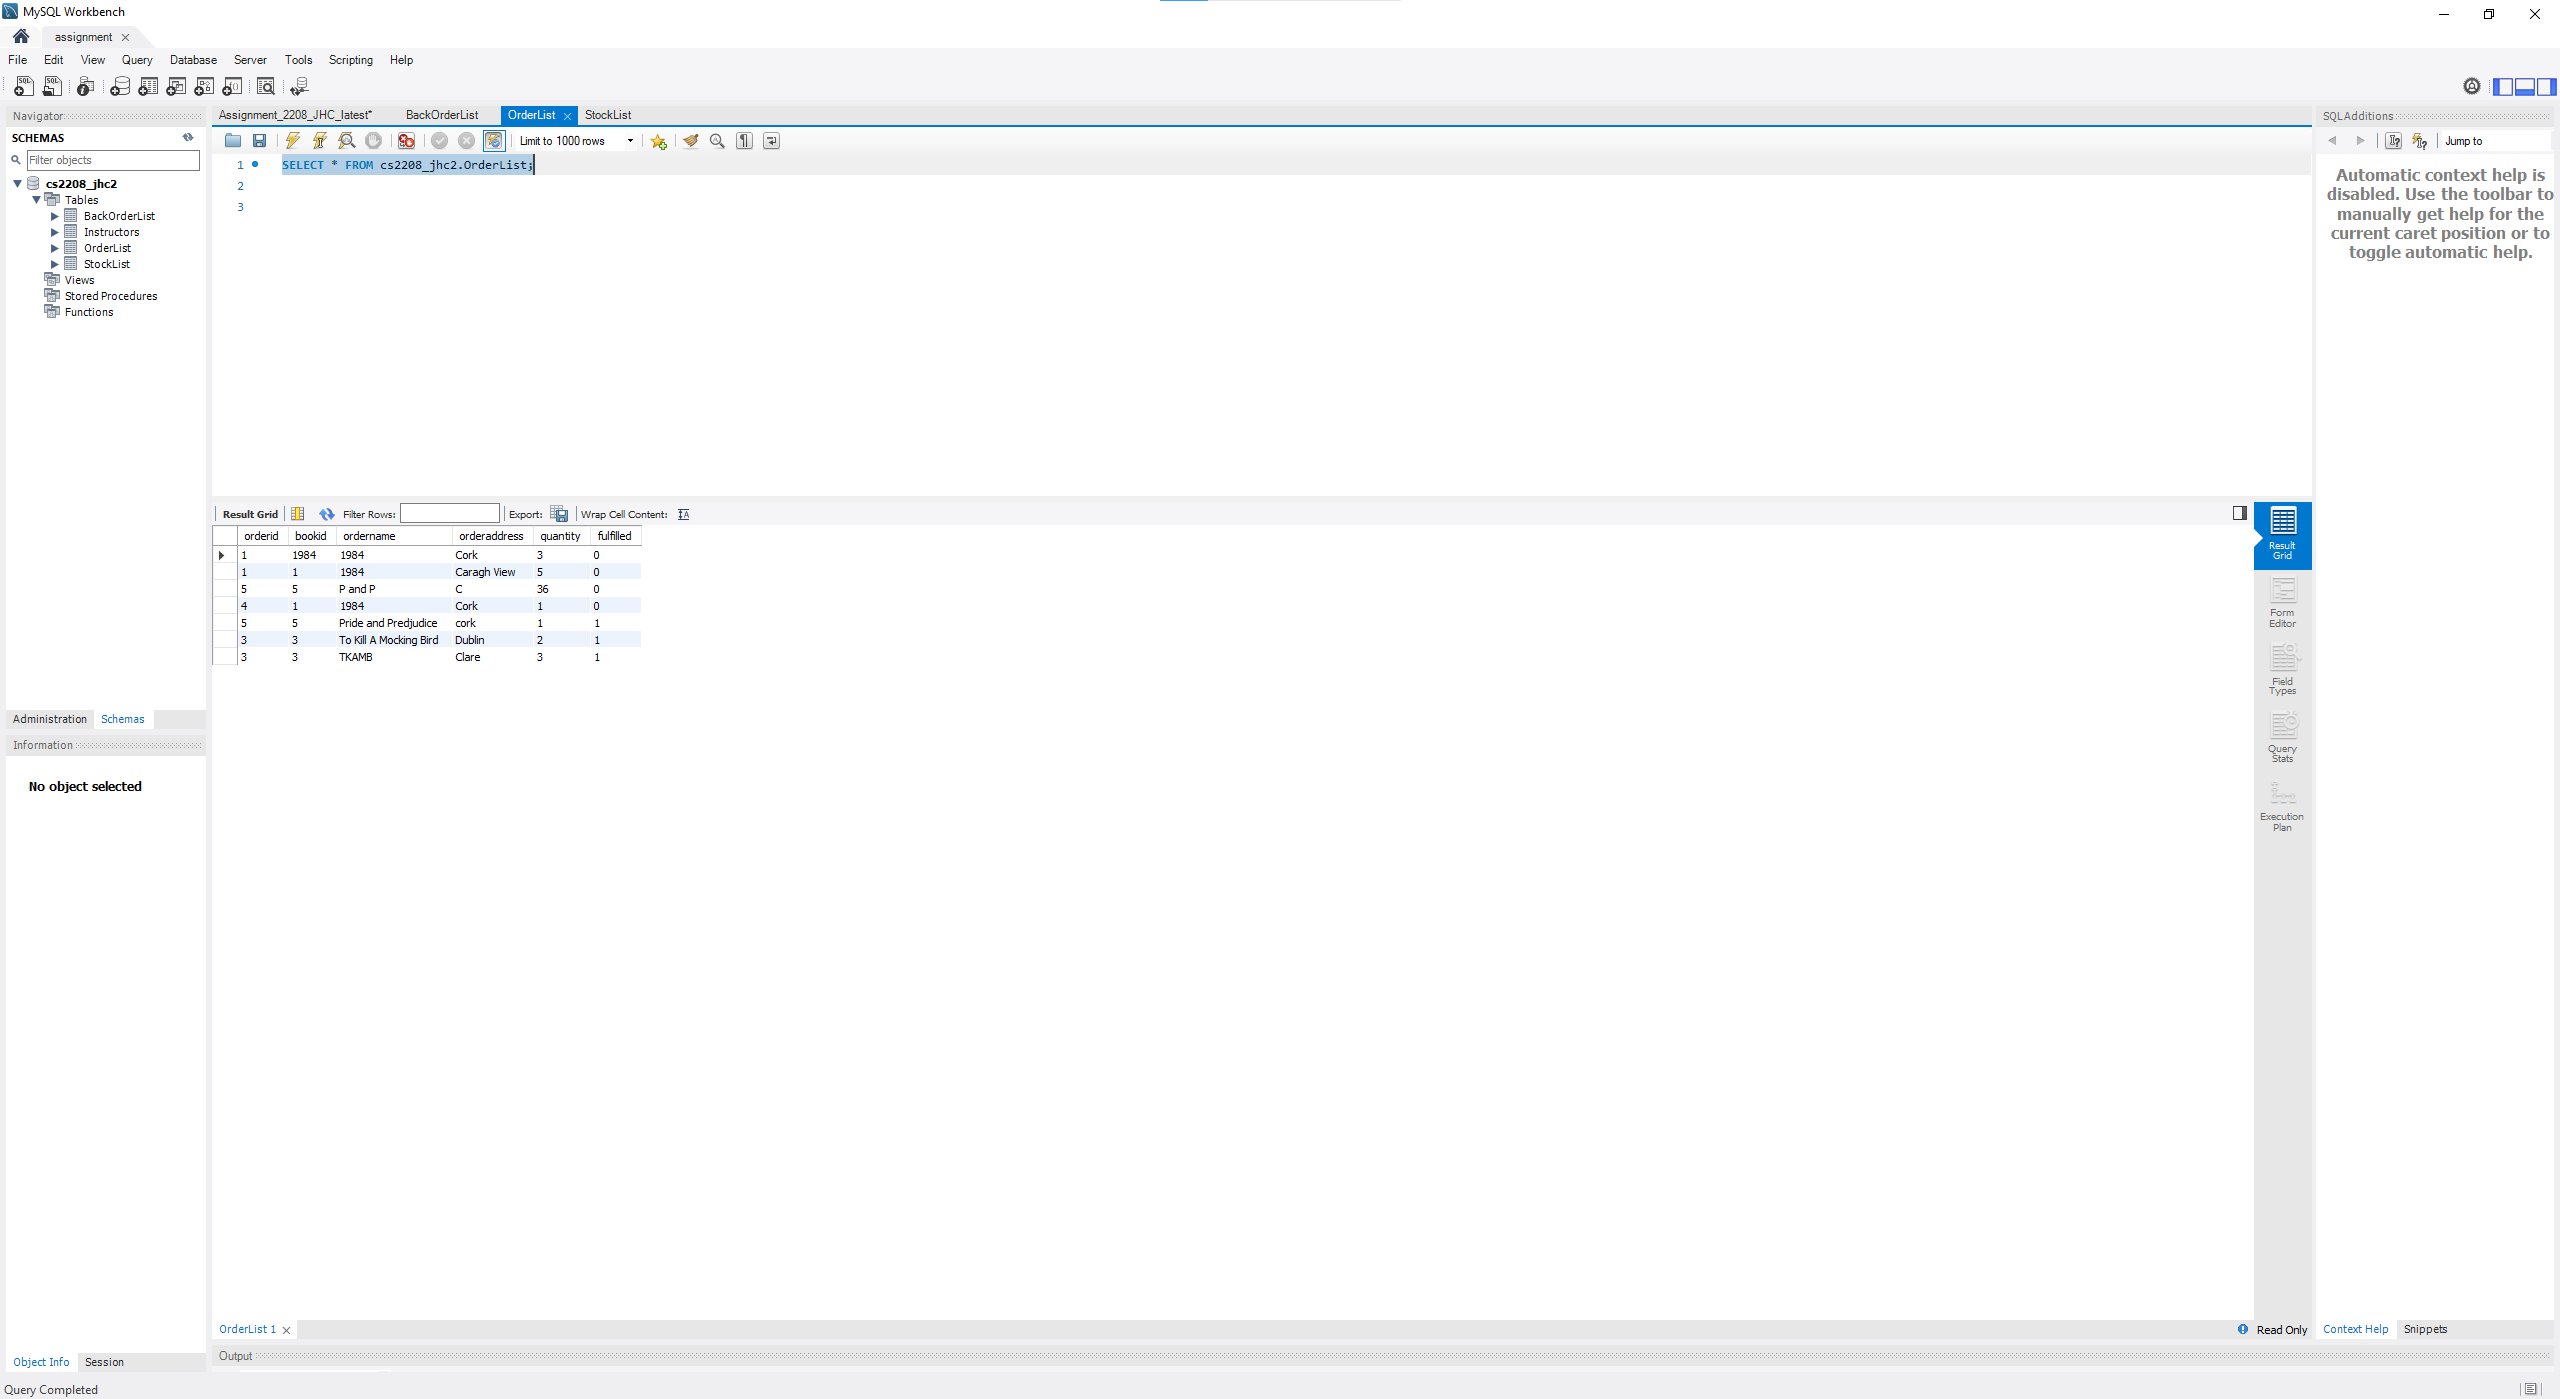 MySQL Workbench
assignment
File Edit View Query Database Server Tools Scripting Help
Navigator
SCHEMAS
Filter objects
cs2208_jhc2
Tables
BackOrderList
Instructors
OrderList
StockList
Views
Stored Procedures
Functions
Administration Schemas
Information
No object selected
Object Info Session
Query Completed
Assignment_2208_JHC_latest* BackOrderList OrderList StockList
Limit to 1000 rows
1 SELECT * FROM cs2208_jhc2.OrderList;
2
3
Result Grid Filter Rows: Export: Wrap Cell Content:
orderid bookid ordername orderaddress quantity fulfilled
1 1984 1984 Cork 3 0
1 1 1984 Caragh View 5 0
5 5 P and P C 36 0
4 1 1984 Cork 1 0
5 5 Pride and Predjudice cork 1 1
3 3 To Kill A Mocking Bird Dublin 2 1
3 3 TKAMB Clare 3 1
Result
Grid
Form
Editor
Field
Types
Query
Stats
Execution
Plan
OrderList 1
Read Only
Output
SQLAdditions
Jump to
Automatic context help is
disabled. Use the toolbar to
manually get help for the
current caret position or to
toggle automatic help.
Context Help Snippets